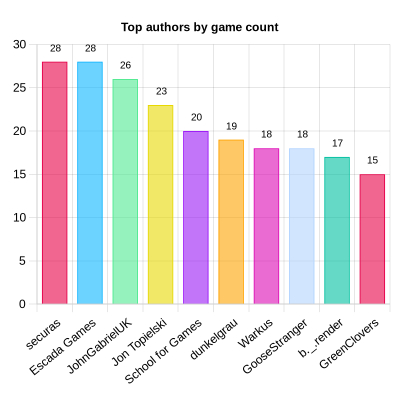 Top authors by game count
30
25
20
15
10
5
0
28
28
26
23
20
19
18
18
17
15
securas
Escada Games
JohnGabrielUK
Jon Topielski
School for Games
dunkelgrau
Warkus
GooseStranger
b._.render
GreenClovers